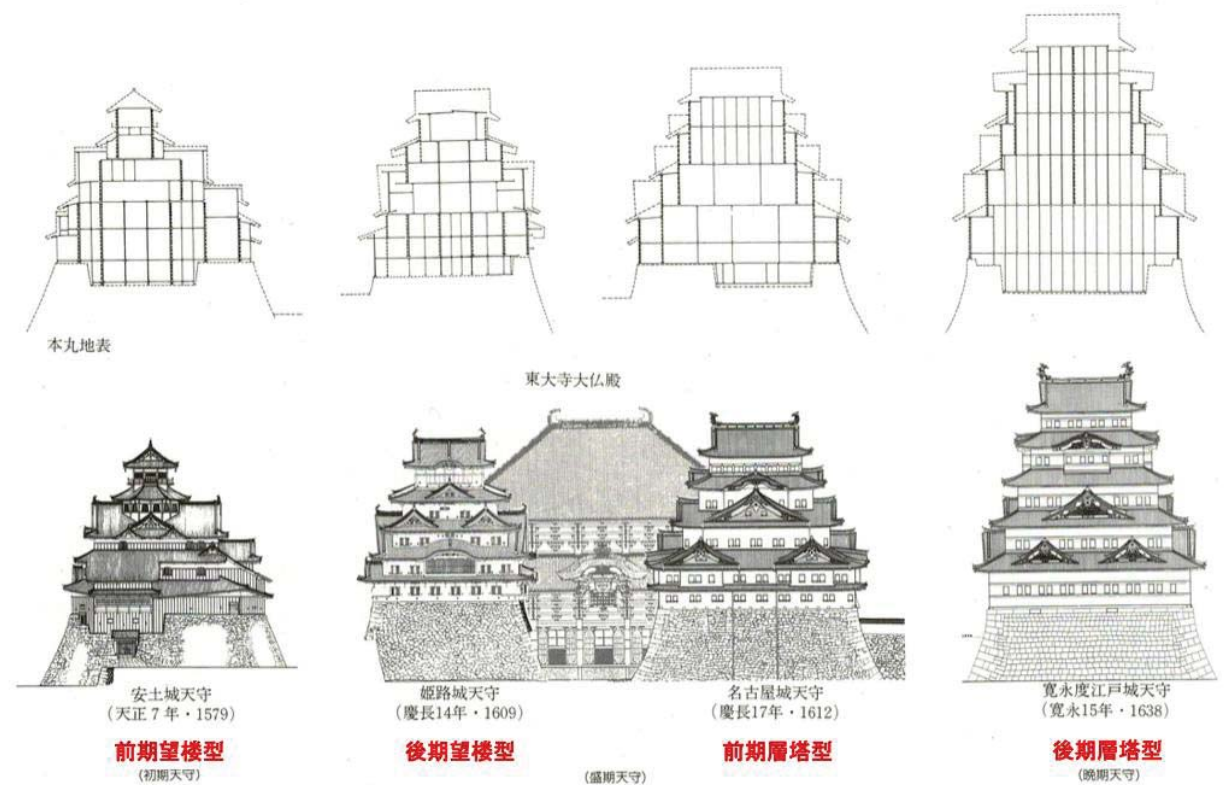 本丸地表
東大寺大仏殿
安土城天守
(天正7年・1579)
姫路城天守
(慶長14年・1609)
名古屋城天守
(慶長17年・1612)
寛永度江戸城天守
(寛永15年・1638)
前期望楼型
後期望楼型
前期層塔型
後期層塔型
(初期天守)
(盛期天守)
(晩期天守)